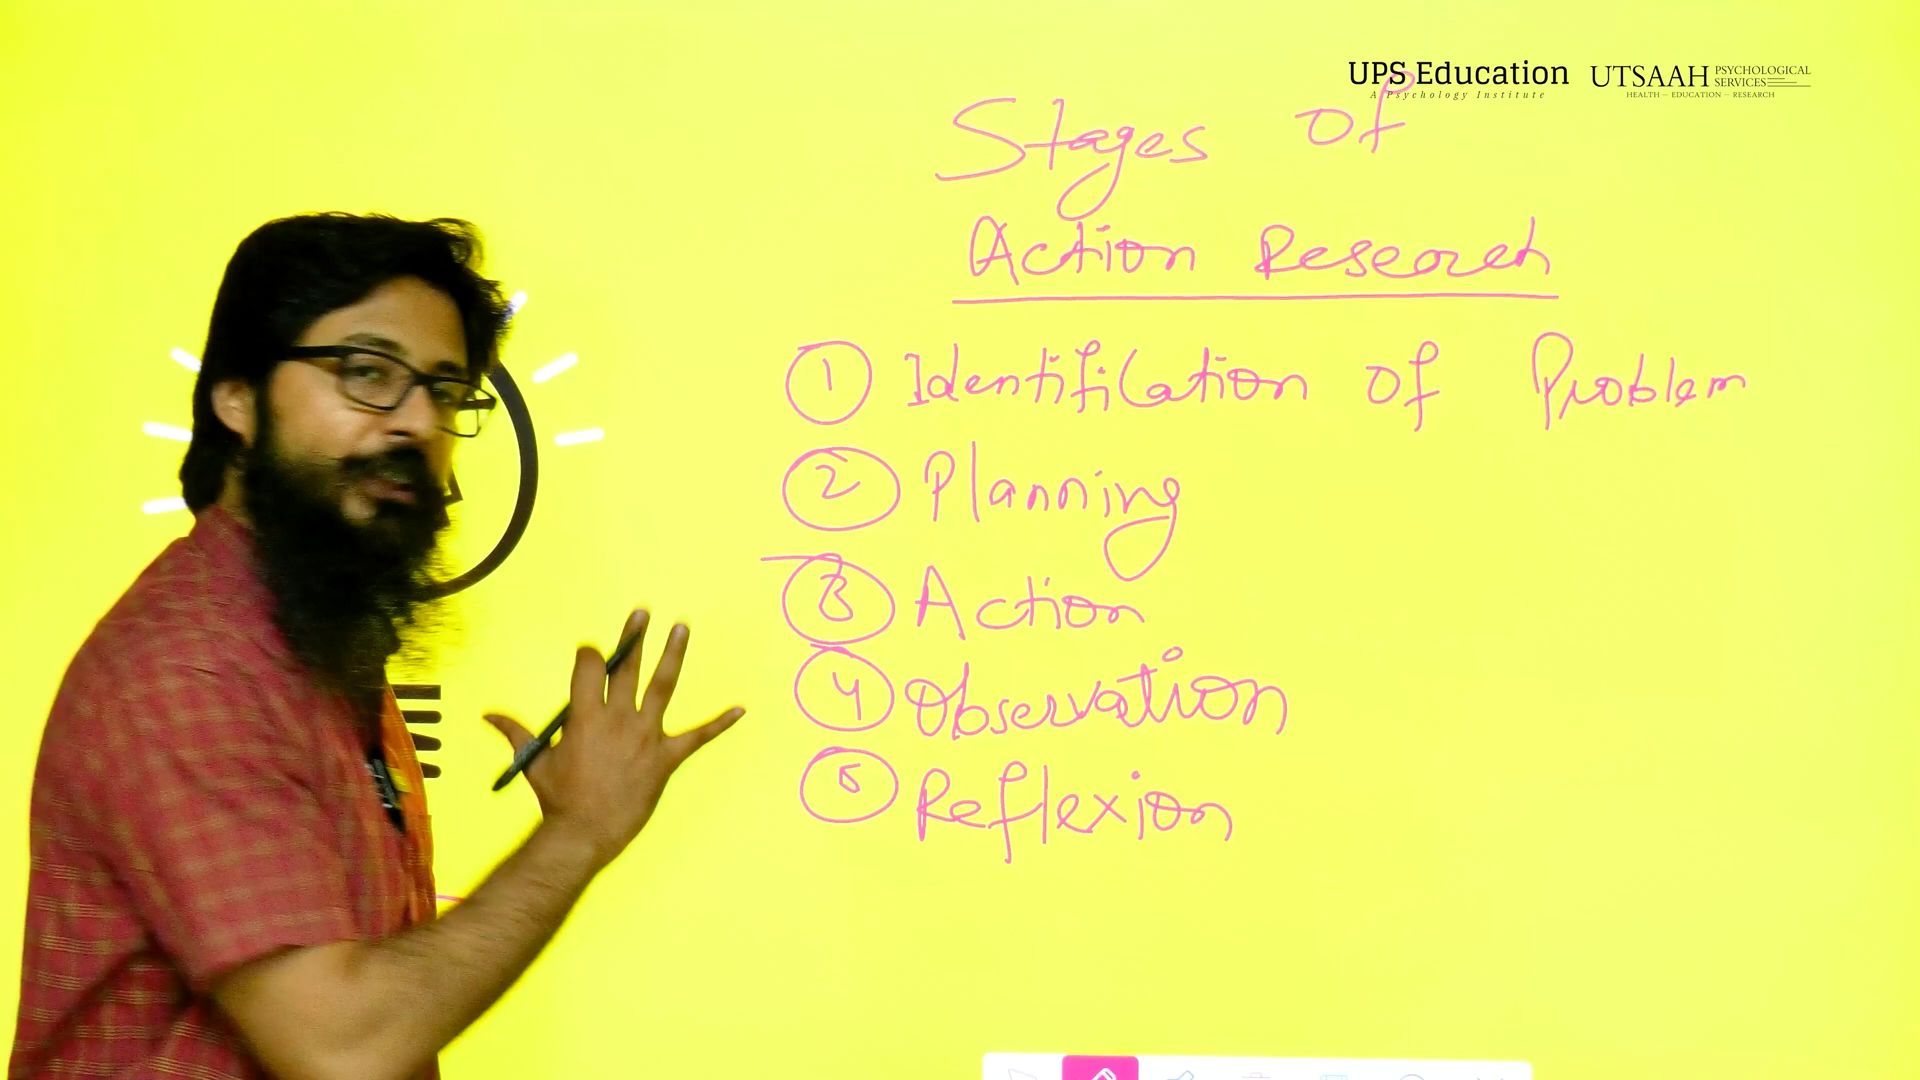 UPS Education
A Psychology Institute
UTSAAH PSYCHOLOGICAL SERVICES
HEALTH – EDUCATION – RESEARCH
Stages Of
Action Research
① Identification Of Problem
② Planning
③ Action
④ Observation
⑤ Reflexion